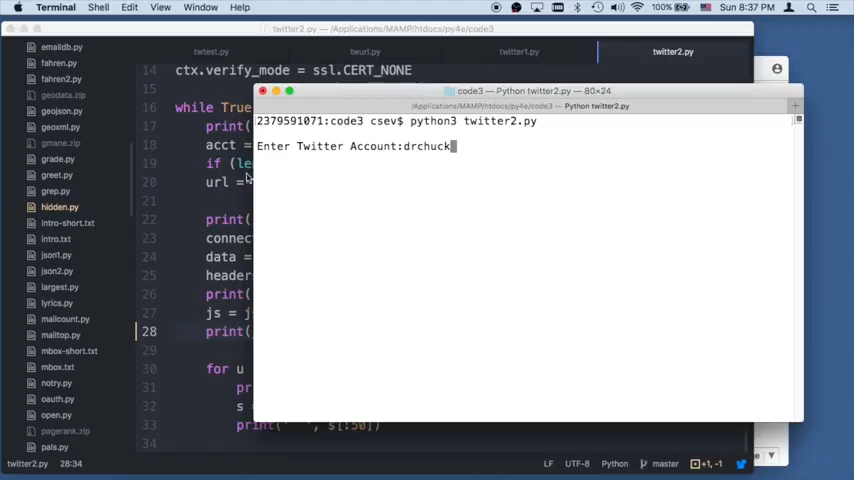 Terminal Shell Edit View Window Help 100% Sun 8:37 PM
twitter2.py — /Applications/MAMP/htdocs/py4e/code3
twtest.py twurl.py twitter1.py twitter2.py
emaildb.py
fahren.py
fahren2.py
geodata.zip
geojson.py
geoxml.py
gmane.zip
grade.py
greet.py
grep.py
hidden.py
intro-short.txt
intro.txt
json1.py
json2.py
largest.py
lyrics.py
mailcount.py
mailtop.py
mbox-short.txt
mbox.txt
notry.py
oauth.py
open.py
pagerank.zip
pals.py
14 ctx.verify_mode = ssl.CERT_NONE
15
16 while True
17 print(
18 acct =
19 if (le
20 url =
21
22 print(
23 connec
24 data =
25 header
26 print(
27 js = j
28 print(
29
30 for u
31 pr
32 s =
33 print(' ', s[:50])
34
code3 — Python twitter2.py — 80×24
/Applications/MAMP/htdocs/py4e/code3 — Python twitter2.py +
2379591071:code3 csev$ python3 twitter2.py
Enter Twitter Account:drchuck
twitter2.py 28:34 LF UTF-8 Python master +1, -1